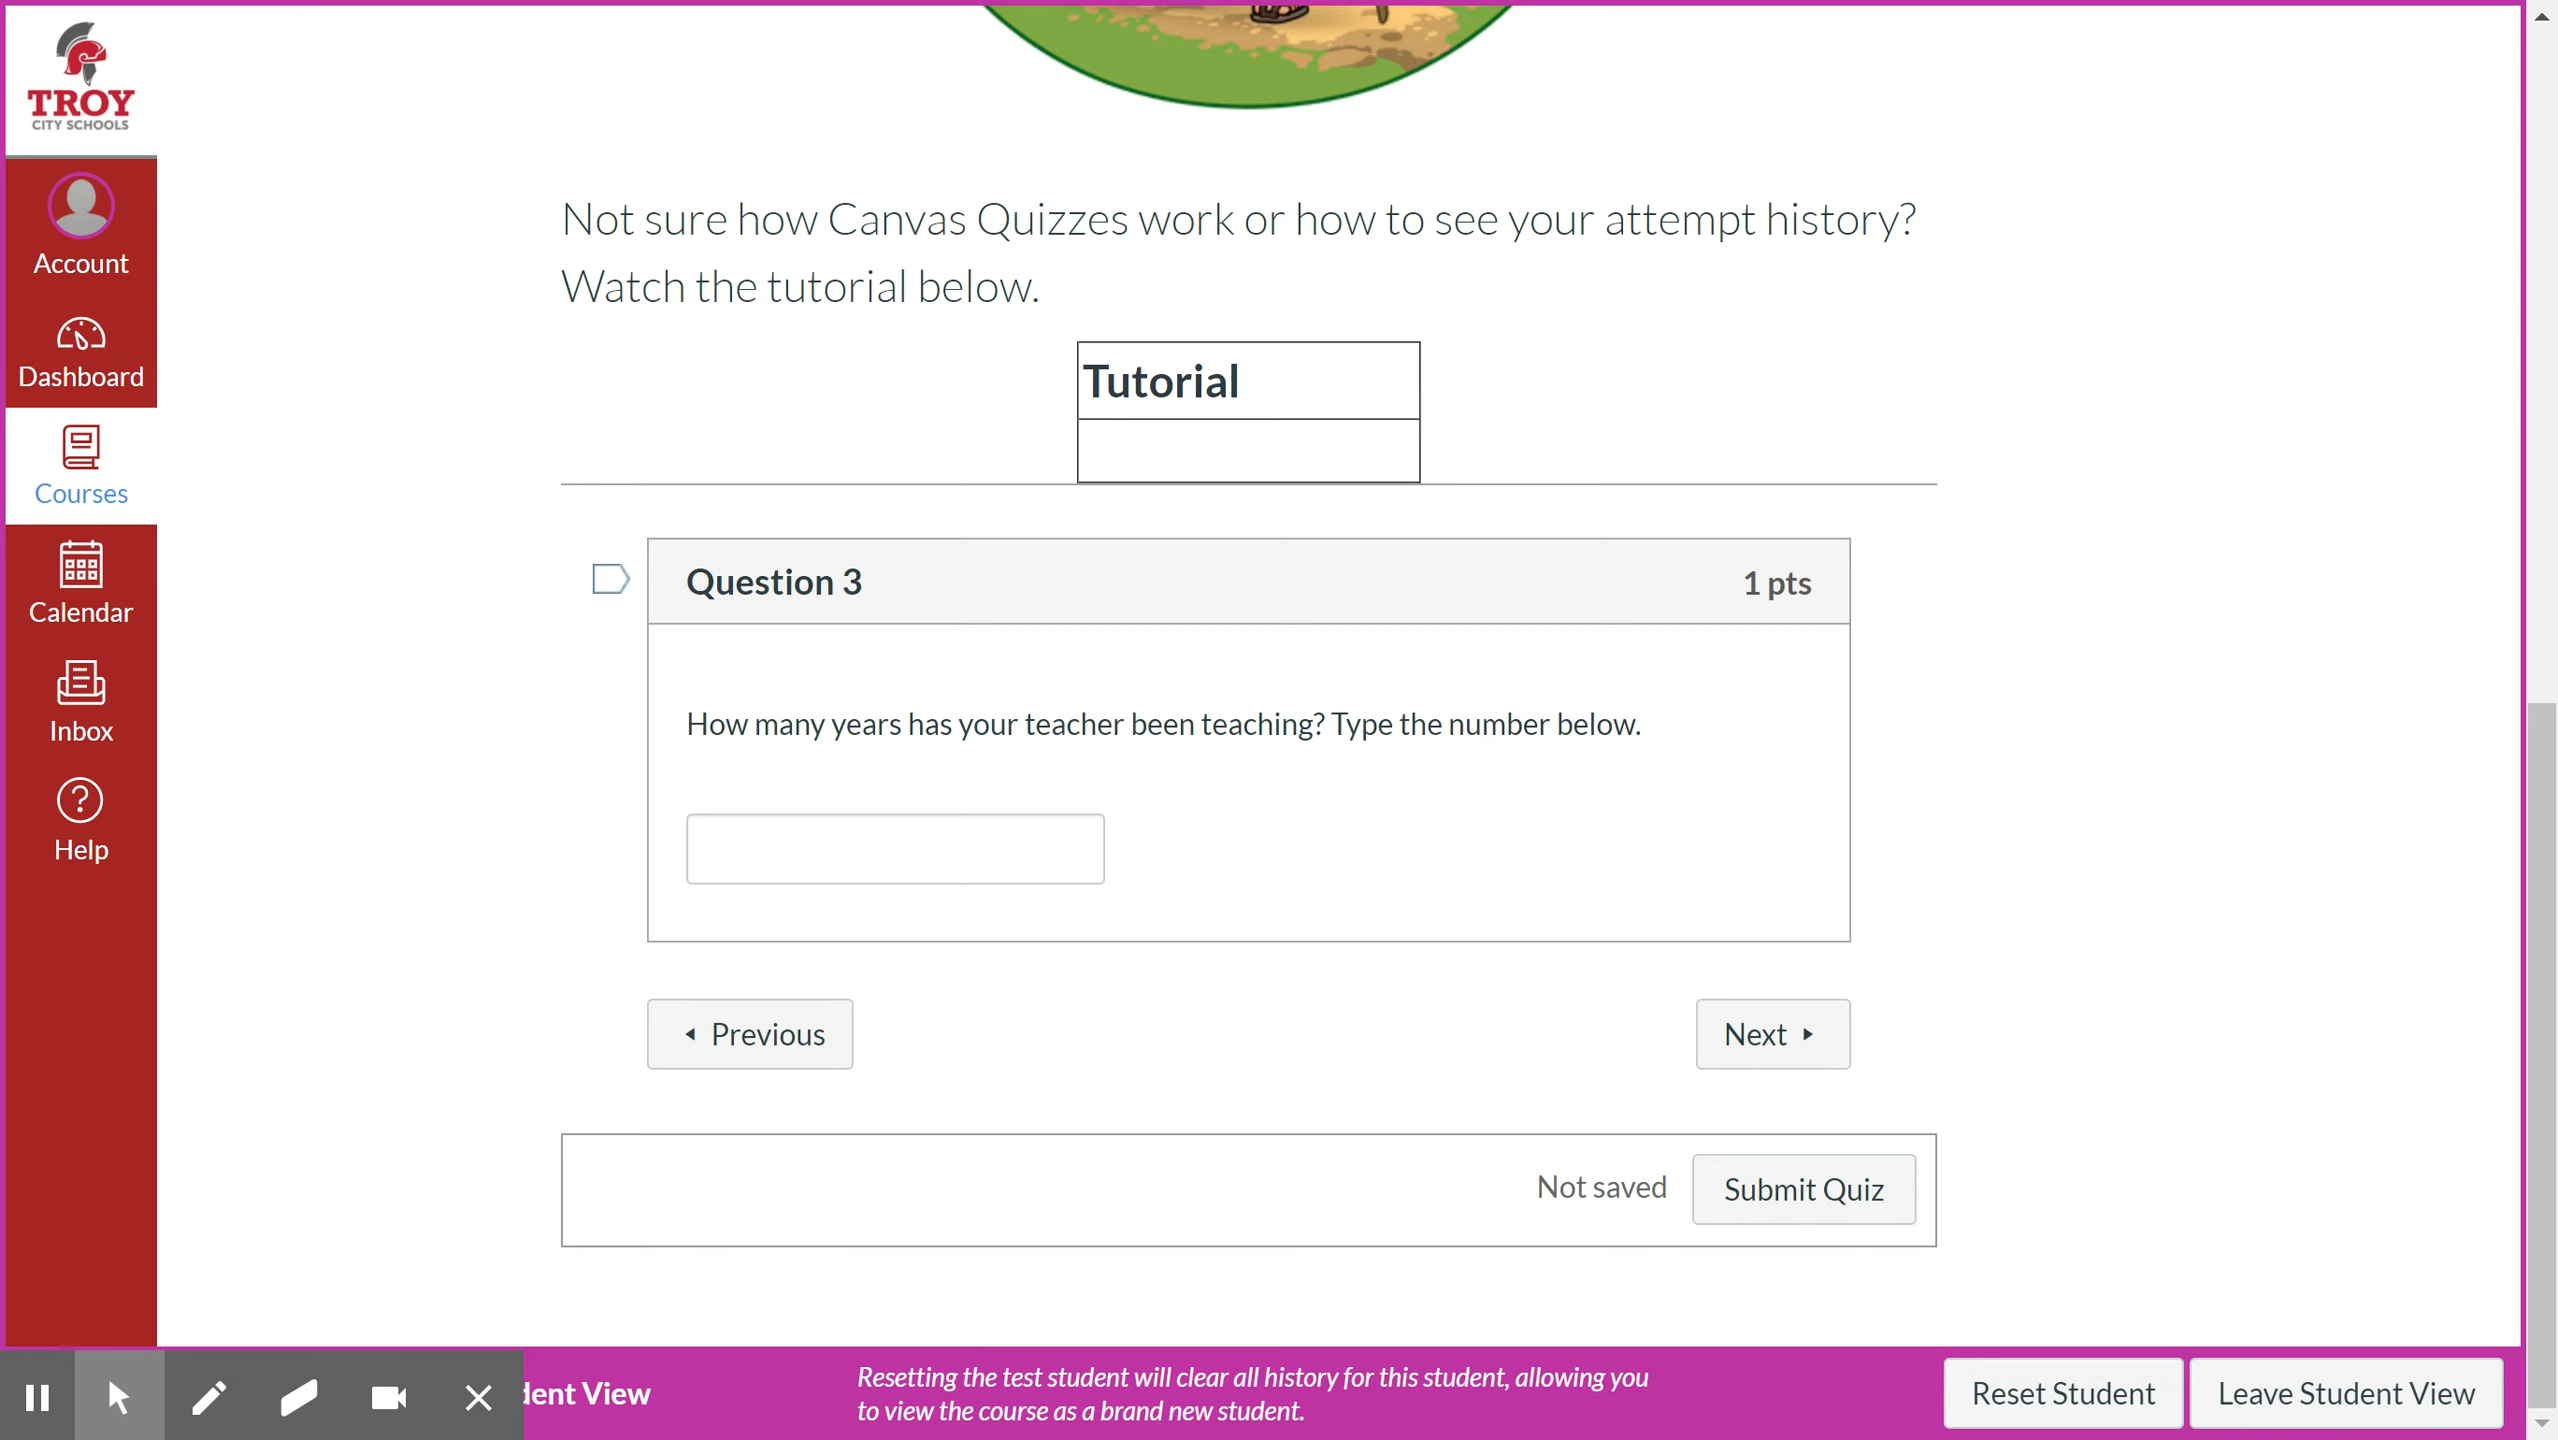 TROY
CITY SCHOOLS
Account
Dashboard
Courses
Calendar
Inbox
Help
Not sure how Canvas Quizzes work or how to see your attempt history?
Watch the tutorial below.
Tutorial
Question 3
1 pts
How many years has your teacher been teaching? Type the number below.
Previous
Next
Not saved
Submit Quiz
dent View
Resetting the test student will clear all history for this student, allowing you
to view the course as a brand new student.
Reset Student
Leave Student View